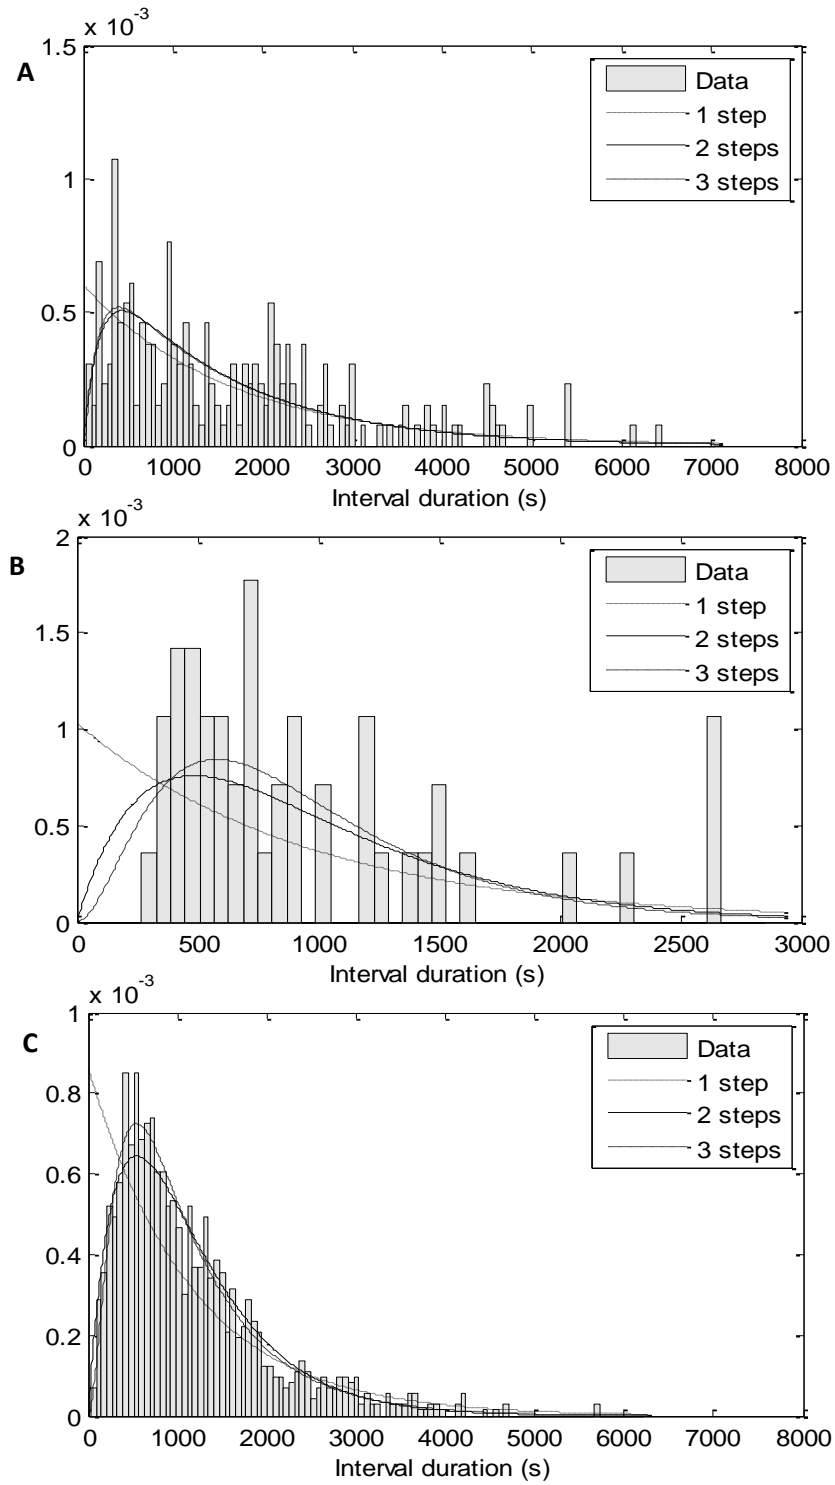 x 10⁻³
A
1.5
1
0.5
0
0 1000 2000 3000 4000 5000 6000 7000 8000
Interval duration (s)
Data
1 step
2 steps
3 steps
x 10⁻³
B
2
1.5
1
0.5
0
0 500 1000 1500 2000 2500 3000
Interval duration (s)
Data
1 step
2 steps
3 steps
x 10⁻³
C
1
0.8
0.6
0.4
0.2
0
0 1000 2000 3000 4000 5000 6000 7000 8000
Interval duration (s)
Data
1 step
2 steps
3 steps